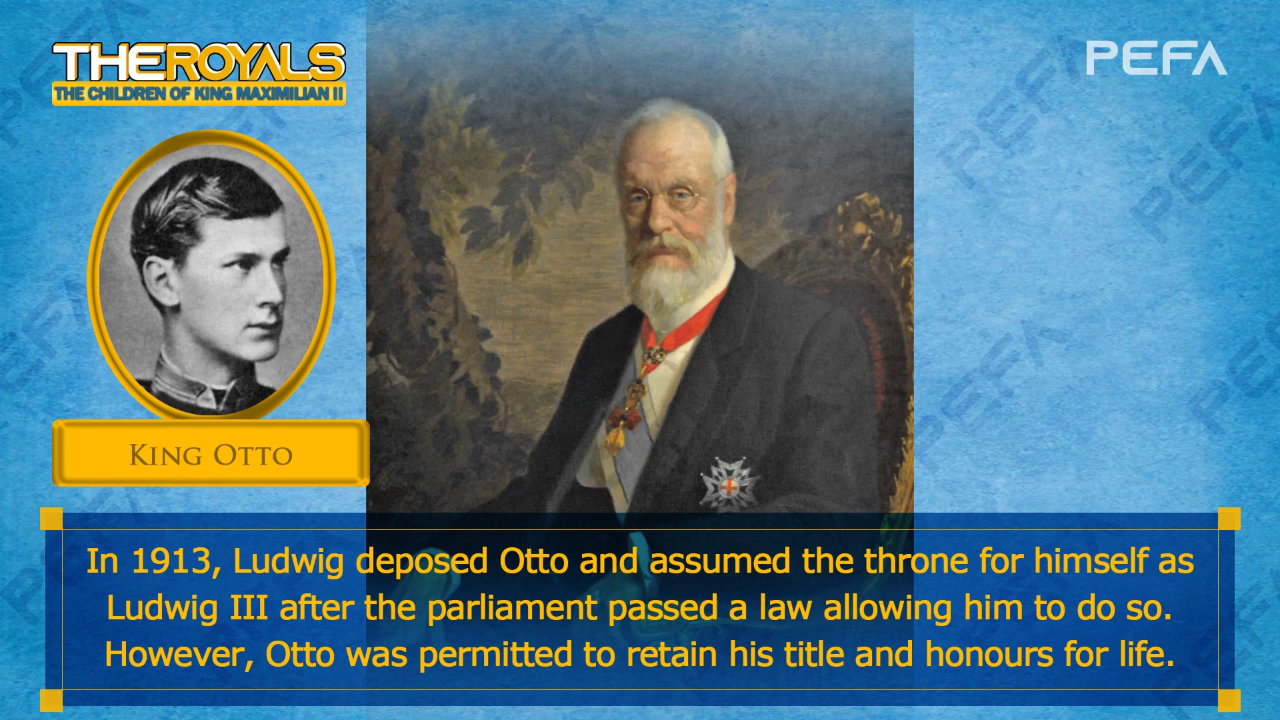 THE ROYALS
THE CHILDREN OF KING MAXIMILIAN II
PEFA
KING OTTO
In 1913, Ludwig deposed Otto and assumed the throne for himself as
Ludwig III after the parliament passed a law allowing him to do so.
However, Otto was permitted to retain his title and honours for life.